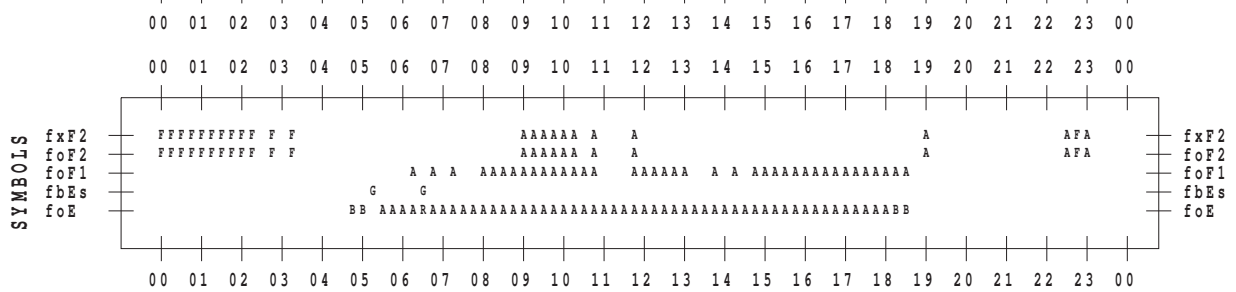 00 01 02 03 04 05 06 07 08 09 10 11 12 13 14 15 16 17 18 19 20 21 22 23 00
00 01 02 03 04 05 06 07 08 09 10 11 12 13 14 15 16 17 18 19 20 21 22 23 00
SYMBOLS
fxF2 FFFFFFFFFF F F AAAAAA A A A AFA fxF2
foF2 FFFFFFFFFF F F AAAAAA A A A AFA foF2
foF1 A A A AAAAAAAAAAAA AAAAAA A A AAAAAAAAAAAAAAAA foF1
fbEs G G fbEs
foE BB AAAARAAAAAAAAAAAAAAAAAAAAAAAAAAAAAAAAAAAAAAAAAAAAAABB foE
00 01 02 03 04 05 06 07 08 09 10 11 12 13 14 15 16 17 18 19 20 21 22 23 00